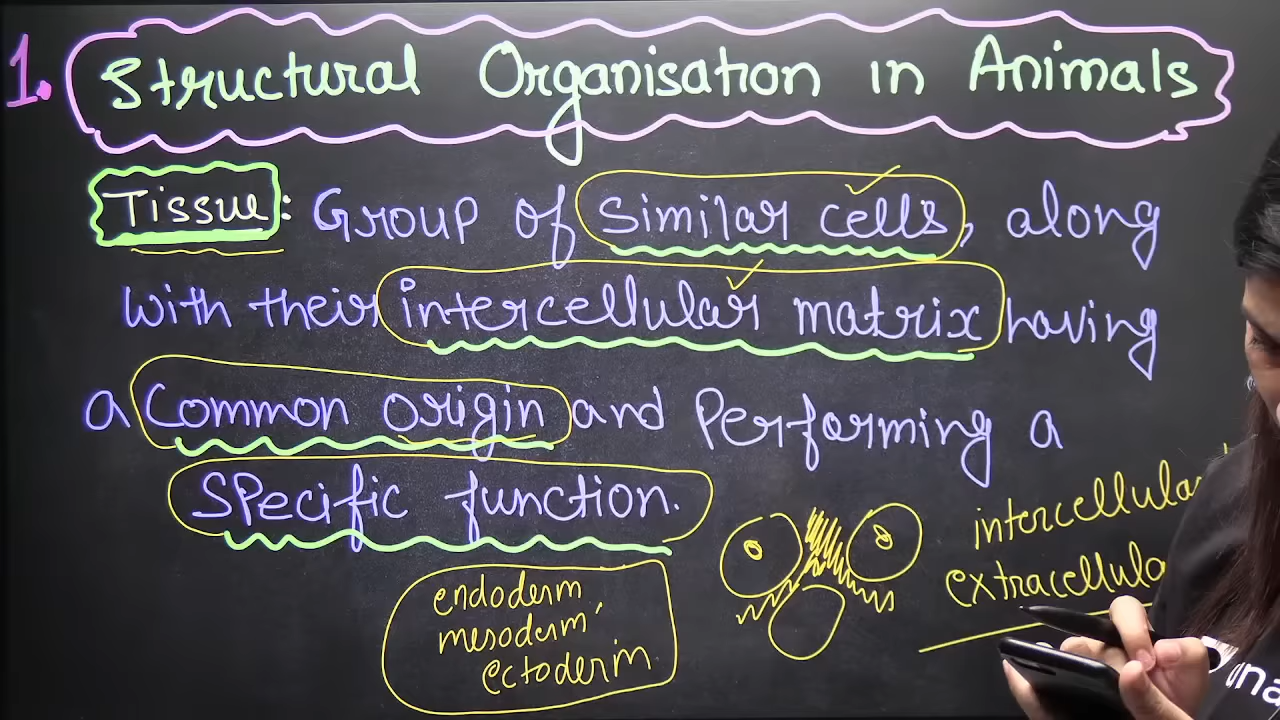 1. Structural Organisation in Animals
Tissue: Group of similar cells, along
with their intercellular matrix having
a Common origin and Performing a
Specific function.
endoderm,
mesoderm,
ectoderm
intercellula
extracellula